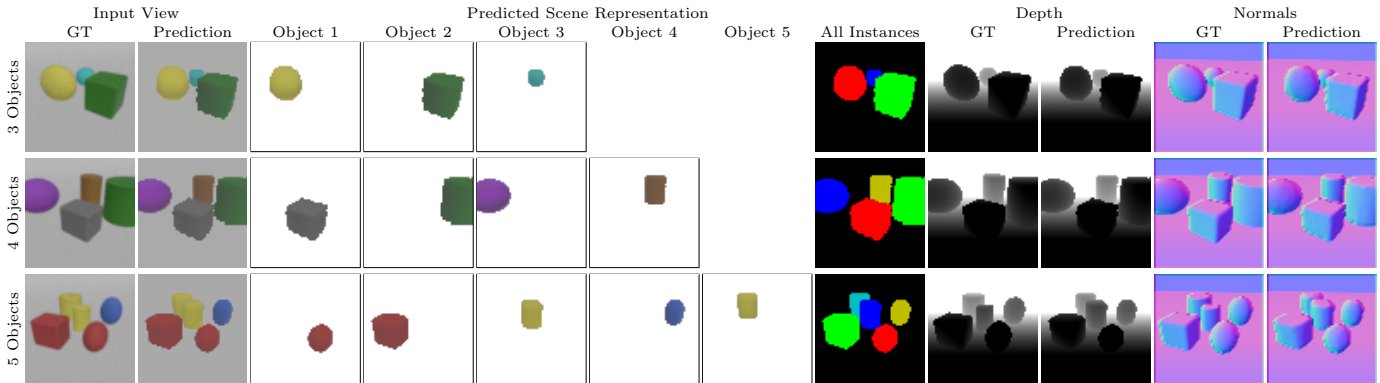 Input View Predicted Scene Representation Depth Normals
GT Prediction Object 1 Object 2 Object 3 Object 4 Object 5 All Instances GT Prediction GT Prediction
3 Objects
4 Objects
5 Objects